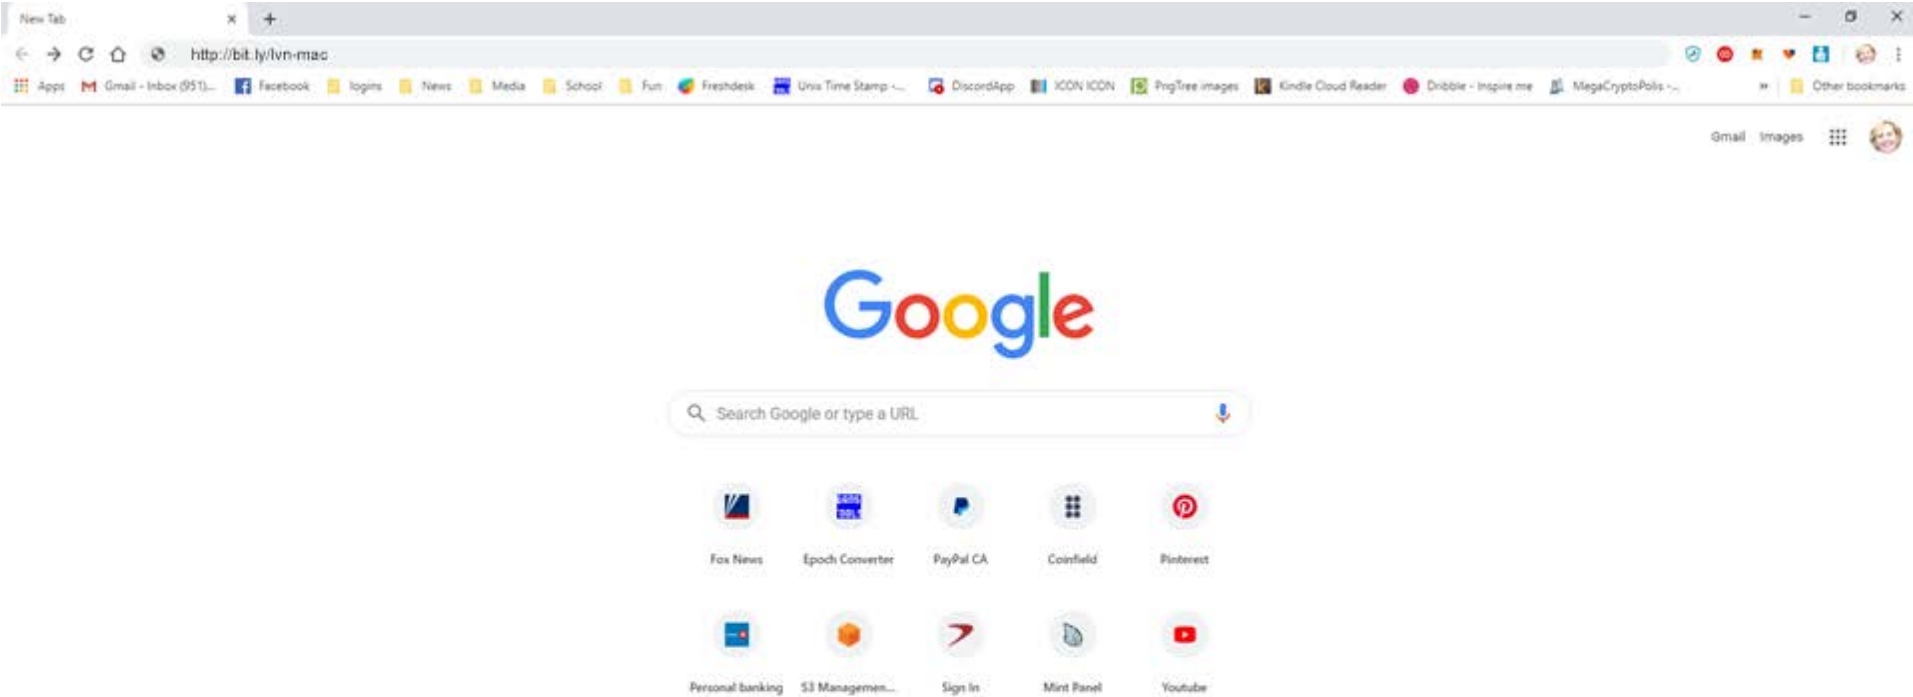 New Tab
http://bit.ly/lvn-mac
Apps Gmail - Inbox (951)... Facebook logins News Media School Fun Freshdesk Unix Time Stamp -... DiscordApp ICON ICON PngTree images Kindle Cloud Reader Dribble - Inspire me MegaCryptoPolis -... » Other bookmarks
Gmail Images
Google
Search Google or type a URL
Fox News Epoch Converter PayPal CA Coinfield Pinterest
Personal banking S3 Managemen... Sign In Mint Panel Youtube